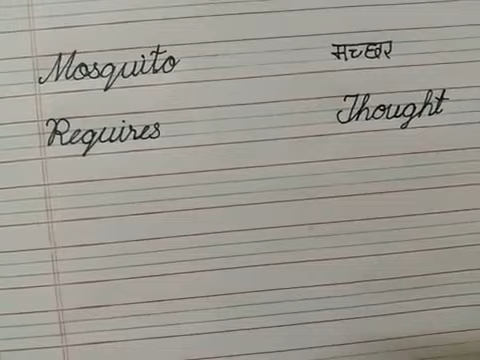 Mosquito मच्छर
Requires Thought